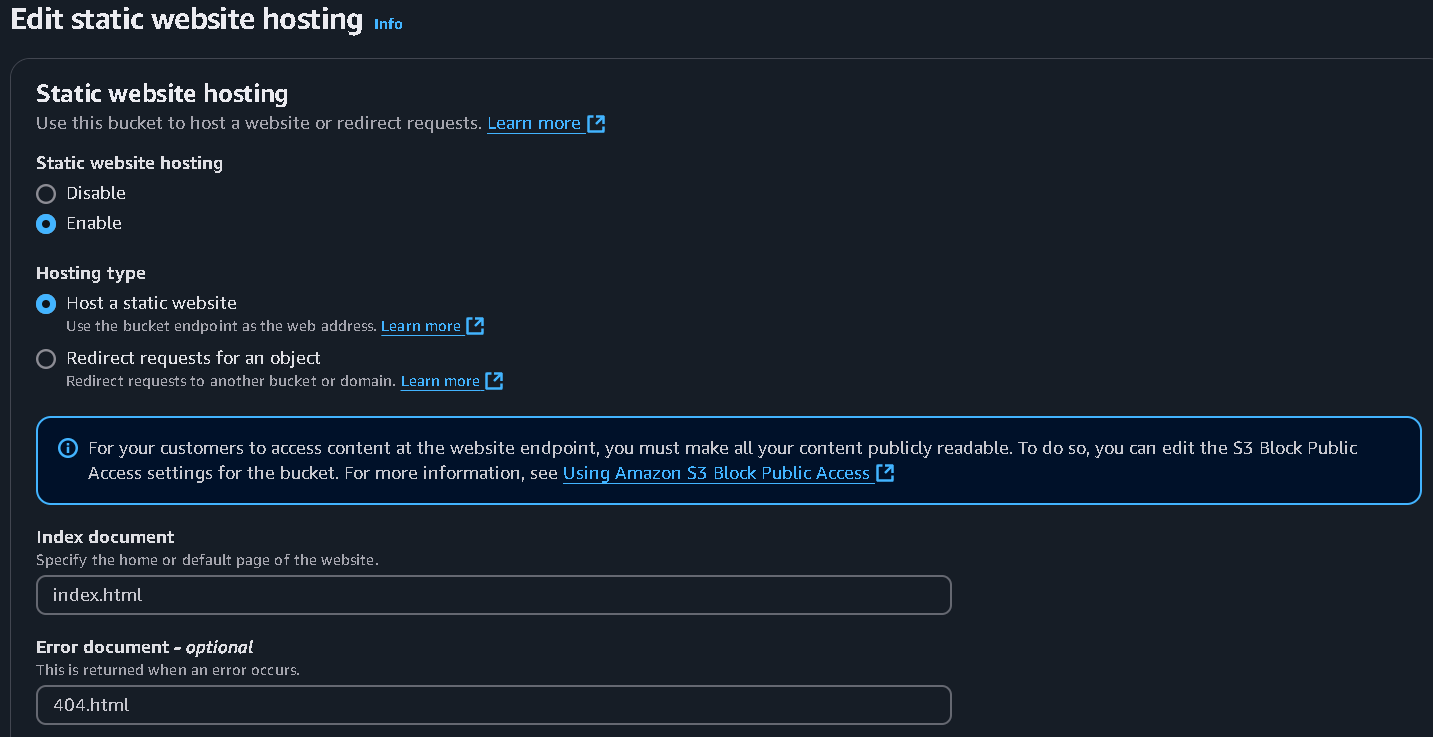 Edit static website hosting Info
Static website hosting
Use this bucket to host a website or redirect requests. Learn more
Static website hosting
Disable
Enable
Hosting type
Host a static website
Use the bucket endpoint as the web address. Learn more
Redirect requests for an object
Redirect requests to another bucket or domain. Learn more
For your customers to access content at the website endpoint, you must make all your content publicly readable. To do so, you can edit the S3 Block Public
Access settings for the bucket. For more information, see Using Amazon S3 Block Public Access
Index document
Specify the home or default page of the website.
index.html
Error document - optional
This is returned when an error occurs.
404.html